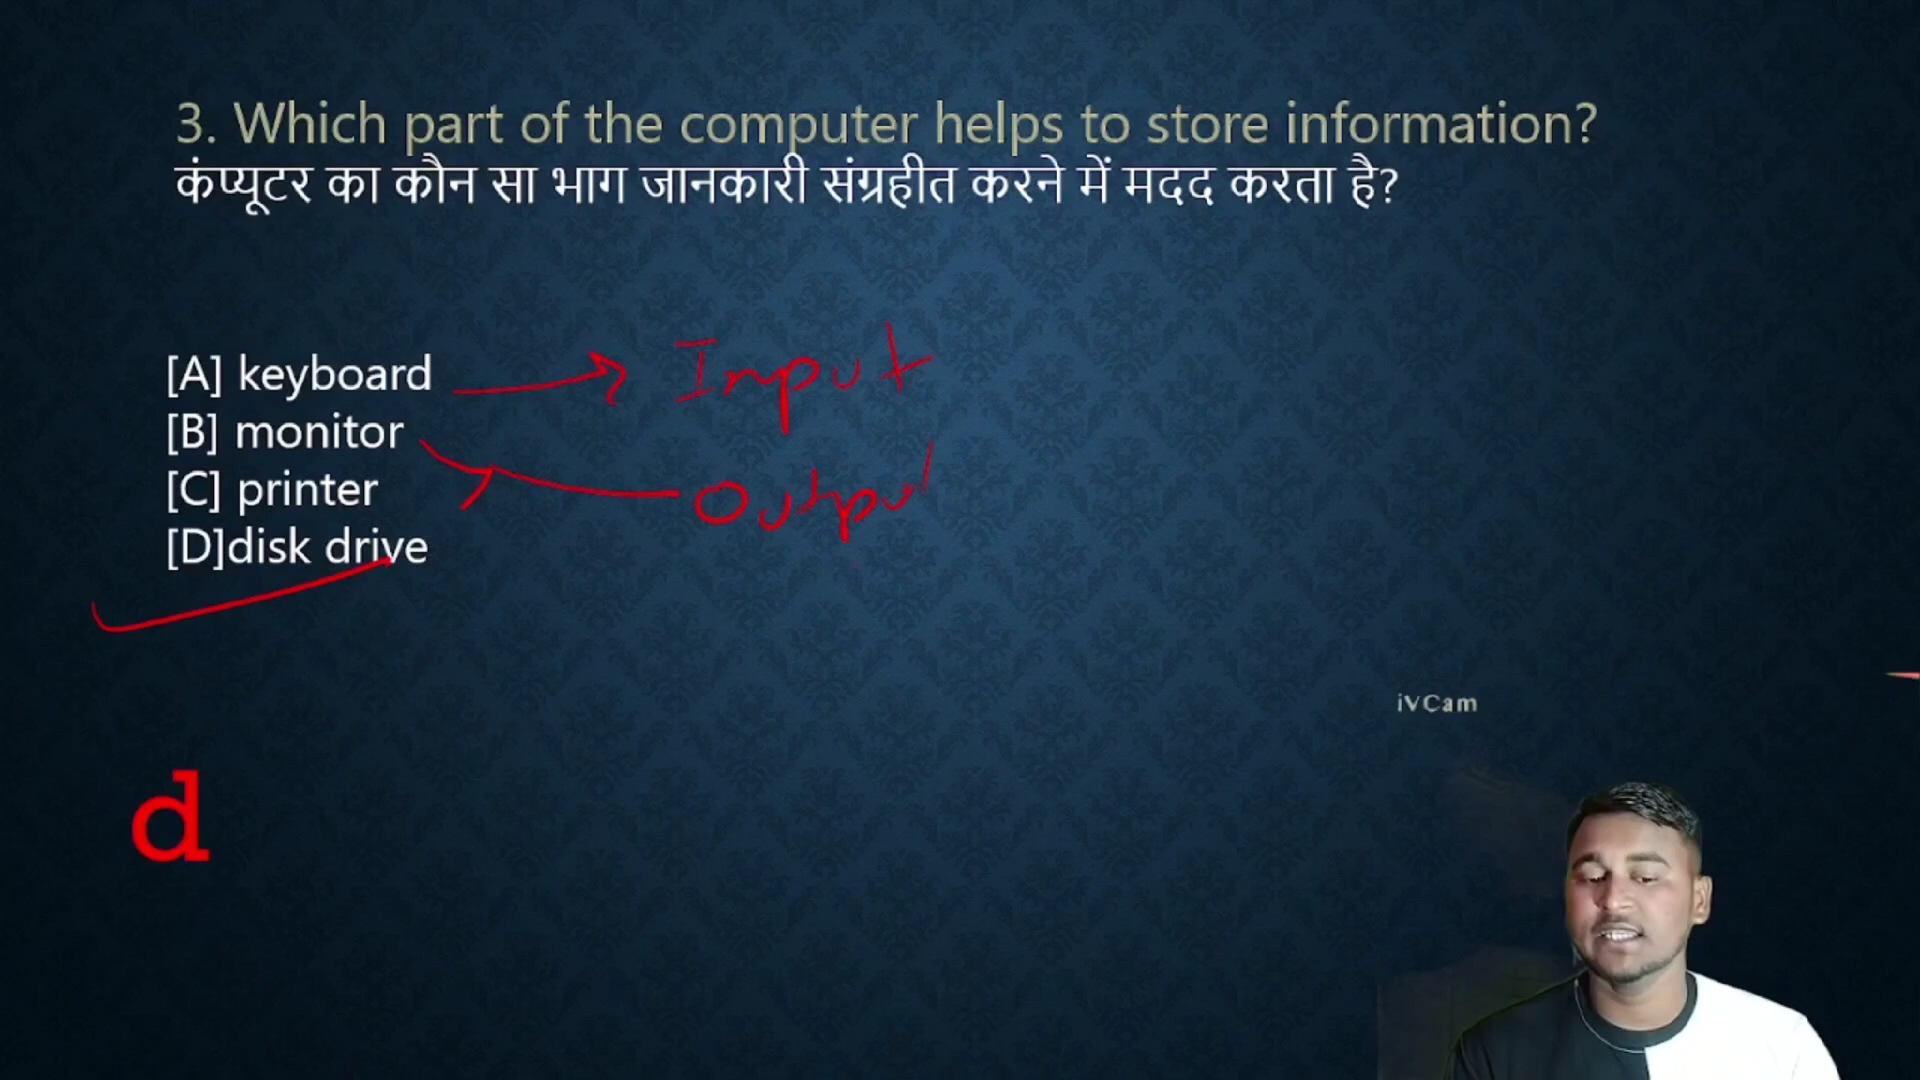 3. Which part of the computer helps to store information?
कंप्यूटर का कौन सा भाग जानकारी संग्रहीत करने में मदद करता है?
[A] keyboard
Input
[B] monitor
[C] printer
Output
[D]disk drive
iVCam
d